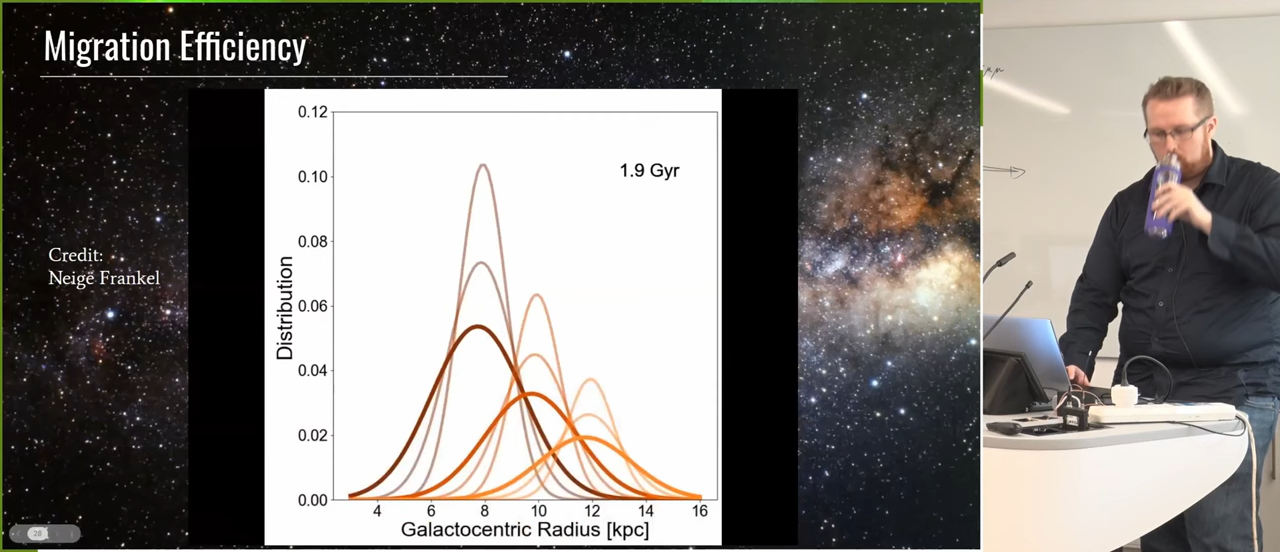 Migration Efficiency
Credit:
Neige Frankel
1.9 Gyr
Distribution
0.12
0.10
0.08
0.06
0.04
0.02
0.00
4 6 8 10 12 14 16
Galactocentric Radius [kpc]
28